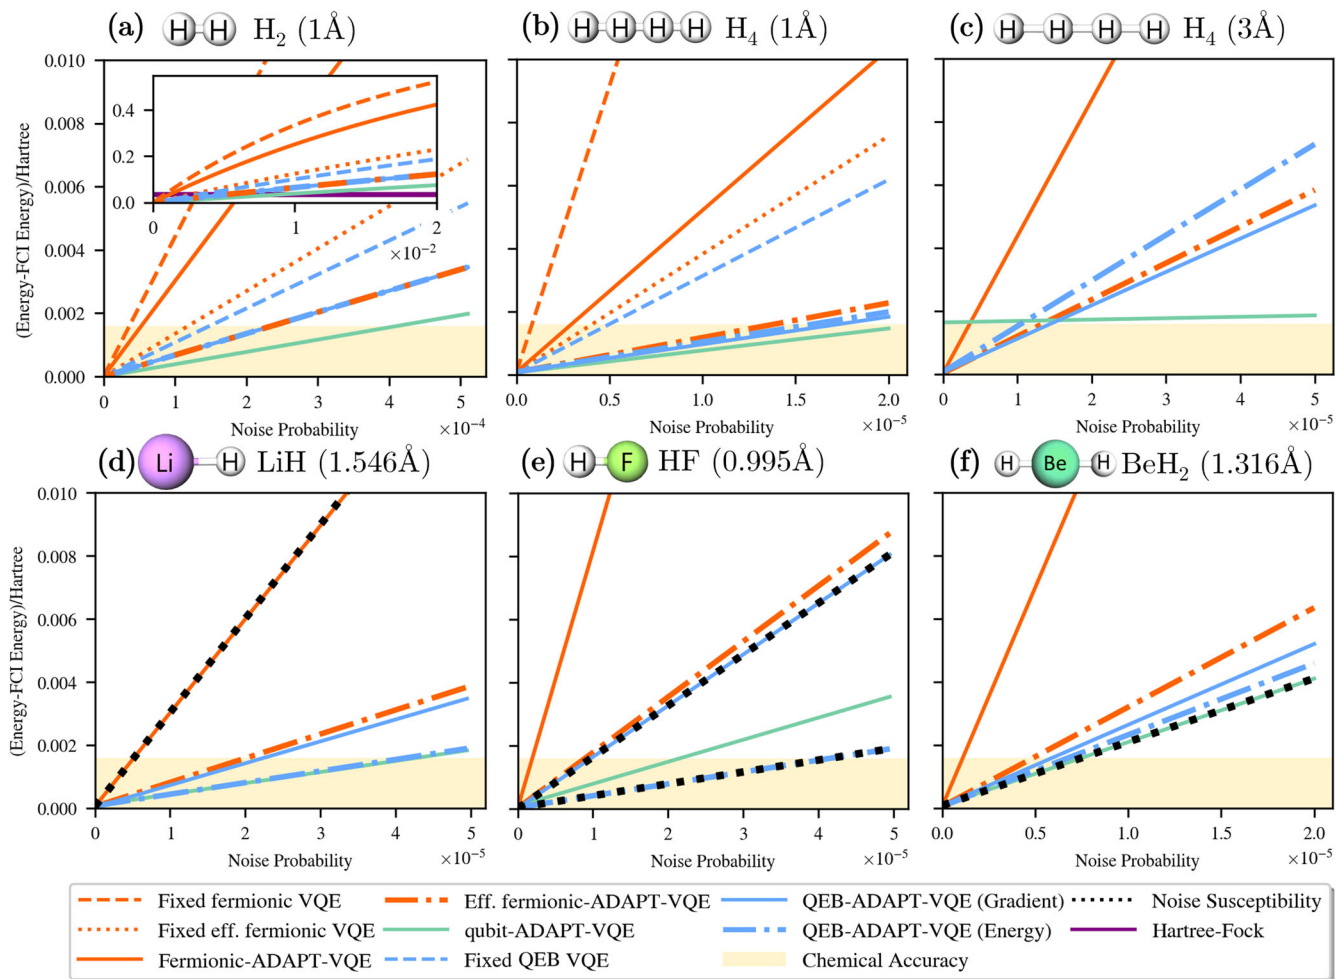 (a) H H H₂ (1Å)
(b) H H H H H₄ (1Å)
(c) H H H H H₄ (3Å)
(Energy-FCI Energy)/Hartree
0.010
0.008
0.006
0.004
0.002
0.000
0.4
0.2
0.0
0 1 2
×10⁻²
0 1 2 3 4 5
Noise Probability ×10⁻⁴
0.0 0.5 1.0 1.5 2.0
Noise Probability ×10⁻⁵
0 1 2 3 4 5
Noise Probability ×10⁻⁵
(d) Li H LiH (1.546Å)
(e) H F HF (0.995Å)
(f) H Be H BeH₂ (1.316Å)
(Energy-FCI Energy)/Hartree
0.010
0.008
0.006
0.004
0.002
0.000
0 1 2 3 4 5
Noise Probability ×10⁻⁵
0 1 2 3 4 5
Noise Probability ×10⁻⁵
0.0 0.5 1.0 1.5 2.0
Noise Probability ×10⁻⁵
Fixed fermionic VQE
Fixed eff. fermionic VQE
Fermionic-ADAPT-VQE
Eff. fermionic-ADAPT-VQE
qubit-ADAPT-VQE
Fixed QEB VQE
QEB-ADAPT-VQE (Gradient)
QEB-ADAPT-VQE (Energy)
Chemical Accuracy
Noise Susceptibility
Hartree-Fock